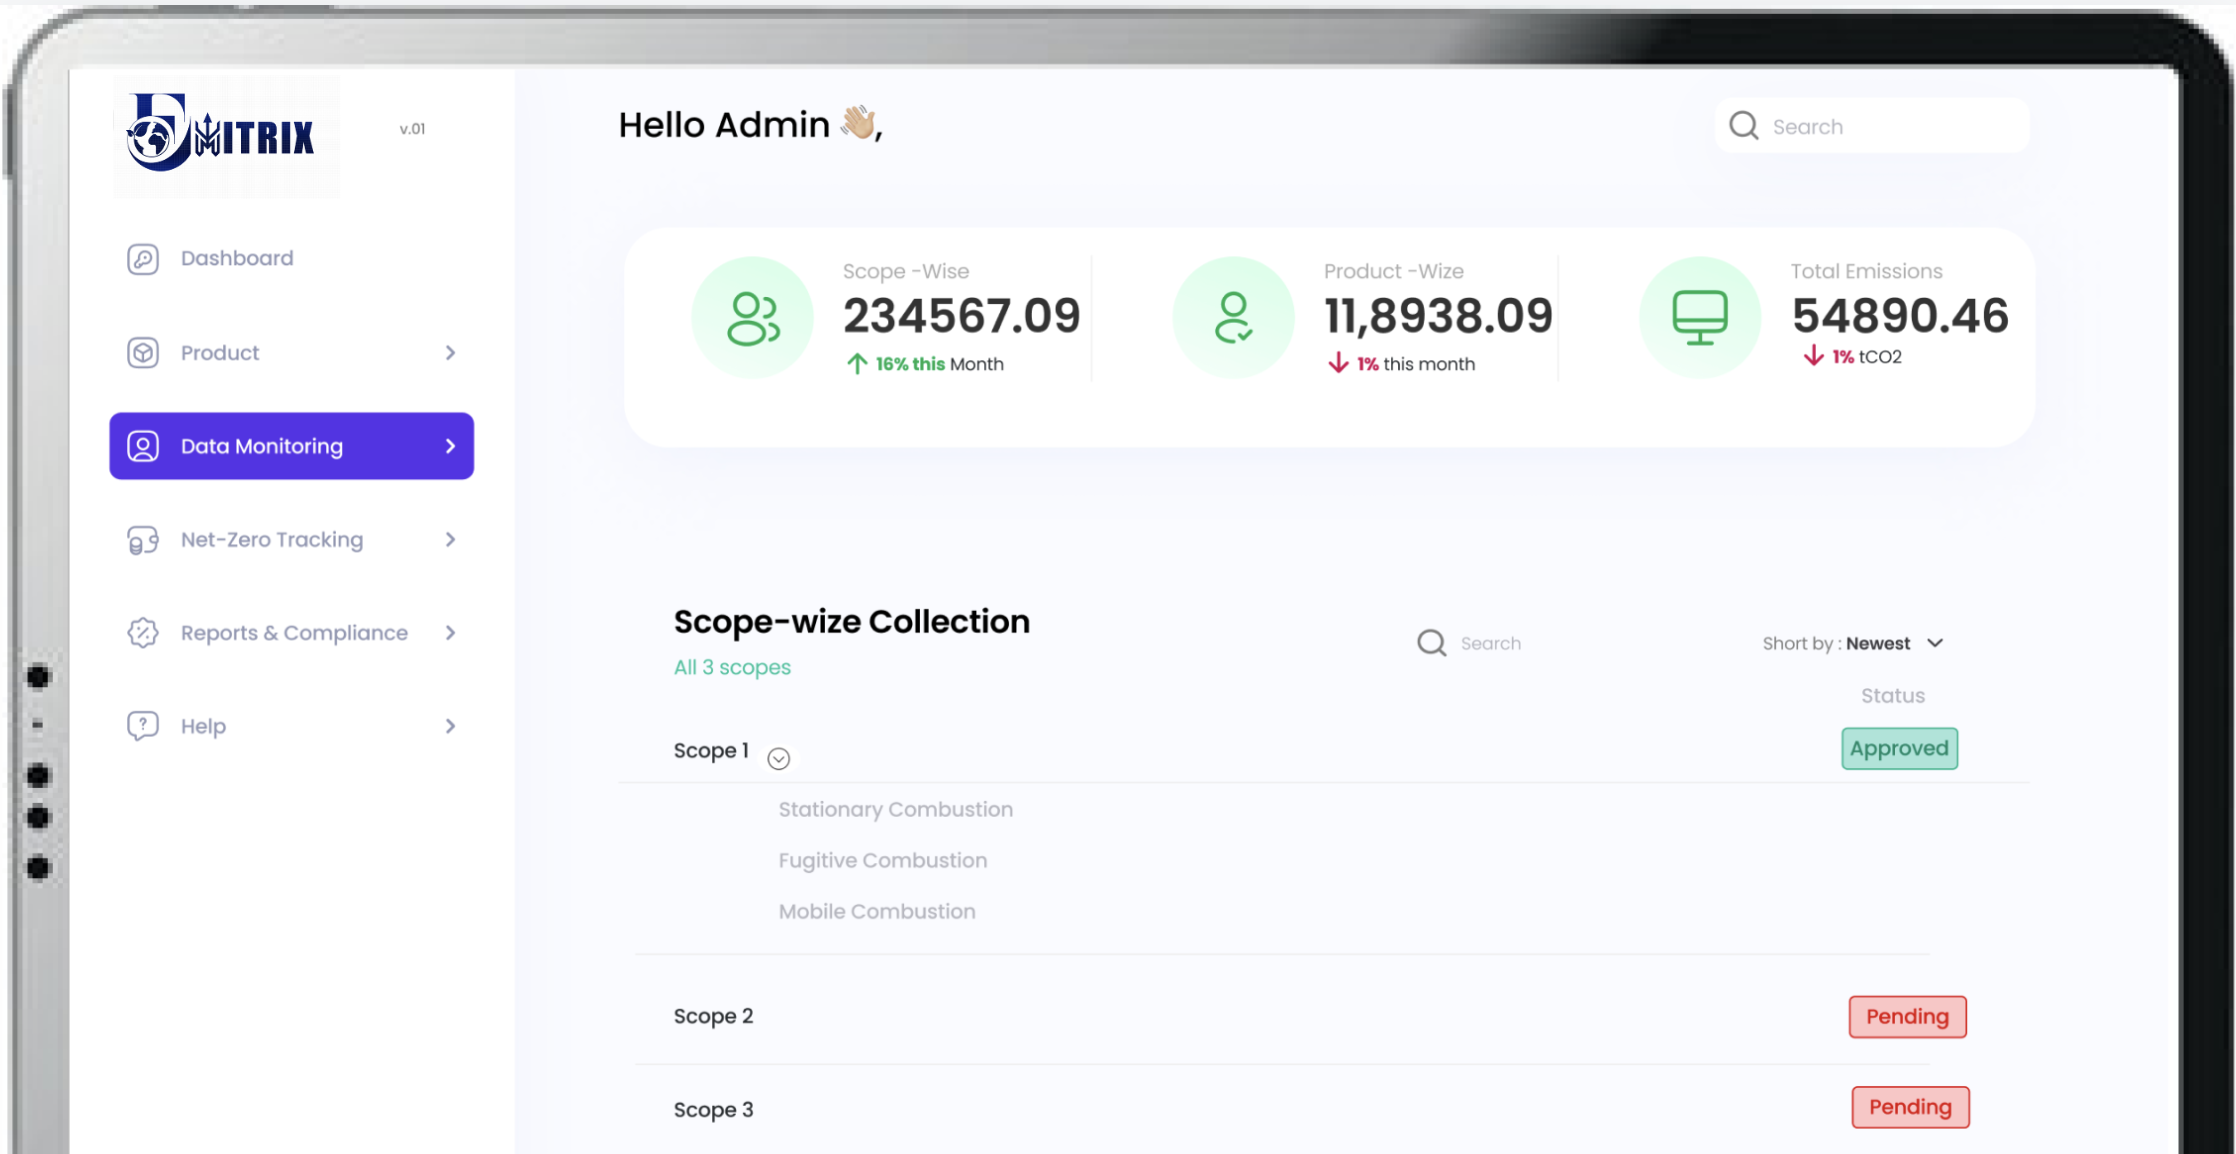 EMITRIX
v.01
Hello Admin 👋🏼,
Search
Dashboard
Product
Data Monitoring
Net-Zero Tracking
Reports & Compliance
Help
Scope -Wise
234567.09
16% this Month
Product -Wize
11,8938.09
1% this month
Total Emissions
54890.46
1% tCO2
Scope-wize Collection
All 3 scopes
Search
Short by : Newest
Status
Scope 1
Approved
Stationary Combustion
Fugitive Combustion
Mobile Combustion
Scope 2
Pending
Scope 3
Pending